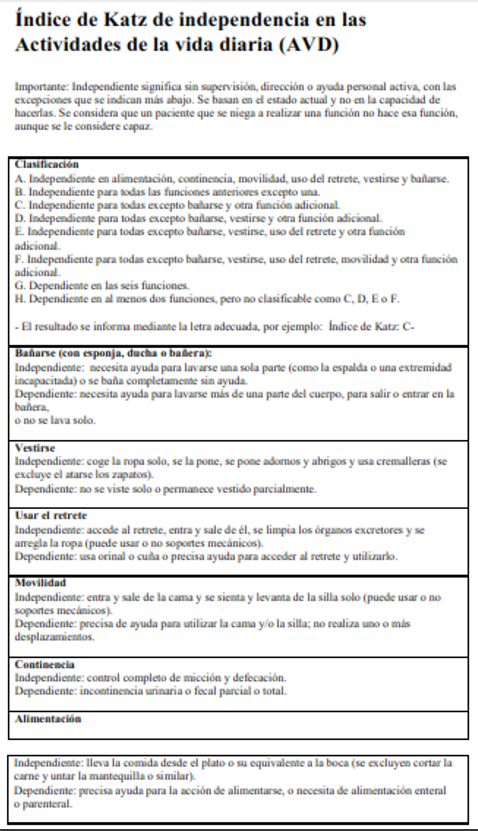 Índice de Katz de independencia en las
Actividades de la vida diaria (AVD)
Importante: Independiente significa sin supervisión, dirección o ayuda personal activa, con las
excepciones que se indican más abajo. Se basan en el estado actual y no en la capacidad de
hacerlas. Se considera que un paciente que se niega a realizar una función no hace esa función,
aunque se le considere capaz.
Clasificación
A. Independiente en alimentación, continencia, movilidad, uso del retrete, vestirse y bañarse.
B. Independiente para todas las funciones anteriores excepto una.
C. Independiente para todas excepto bañarse y otra función adicional.
D. Independiente para todas excepto bañarse, vestirse y otra función adicional.
E. Independiente para todas excepto bañarse, vestirse, uso del retrete y otra función
adicional.
F. Independiente para todas excepto bañarse, vestirse, uso del retrete, movilidad y otra función
adicional.
G. Dependiente en las seis funciones.
H. Dependiente en al menos dos funciones, pero no clasificable como C, D, E o F.
- El resultado se informa mediante la letra adecuada, por ejemplo: Índice de Katz: C-
Bañarse (con esponja, ducha o bañera):
Independiente: necesita ayuda para lavarse una sola parte (como la espalda o una extremidad
incapacitada) o se baña completamente sin ayuda.
Dependiente: necesita ayuda para lavarse más de una parte del cuerpo, para salir o entrar en la
bañera,
o no se lava solo.
Vestirse
Independiente: coge la ropa solo, se la pone, se pone adornos y abrigos y usa cremalleras (se
excluye el atarse los zapatos).
Dependiente: no se viste solo o permanece vestido parcialmente.
Usar el retrete
Independiente: accede al retrete, entra y sale de él, se limpia los órganos excretores y se
arregla la ropa (puede usar o no soportes mecánicos).
Dependiente: usa orinal o cuña o precisa ayuda para acceder al retrete y utilizarlo.
Movilidad
Independiente: entra y sale de la cama y se sienta y levanta de la silla solo (puede usar o no
soportes mecánicos).
Dependiente: precisa de ayuda para utilizar la cama y/o la silla; no realiza uno o más
desplazamientos.
Continencia
Independiente: control completo de micción y defecación.
Dependiente: incontinencia urinaria o fecal parcial o total.
Alimentación
Independiente: lleva la comida desde el plato o su equivalente a la boca (se excluyen cortar la
carne y untar la mantequilla o similar).
Dependiente: precisa ayuda para la acción de alimentarse, o necesita de alimentación enteral
o parenteral.